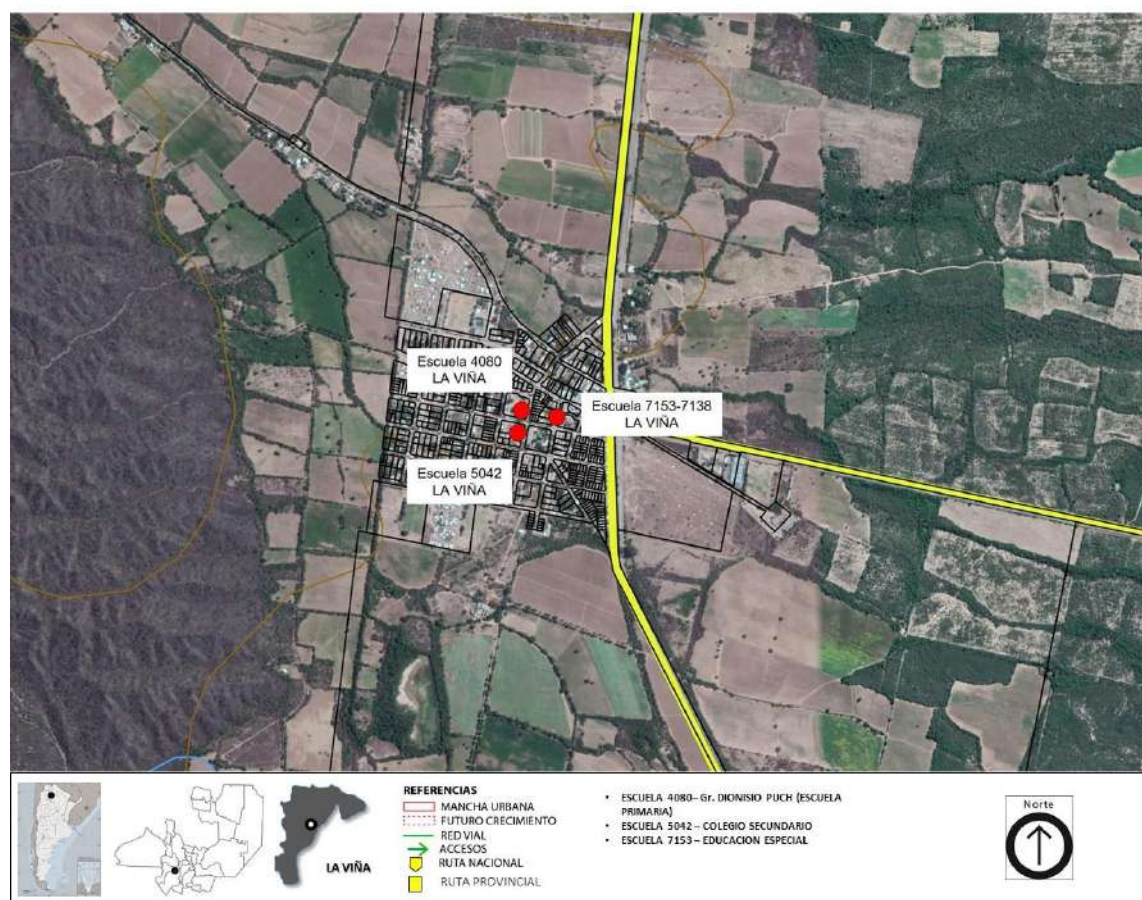 Escuela 4080
LA VIÑA
Escuela 7153-7138
LA VIÑA
Escuela 5042
LA VIÑA
LA VIÑA
REFERENCIAS
MANCHA URBANA
FUTURO CRECIMIENTO
RED VIAL
ACCESOS
RUTA NACIONAL
RUTA PROVINCIAL
• ESCUELA 4080– Gr. DIONISIO PUCH (ESCUELA
PRIMARIA)
• ESCUELA 5042 – COLEGIO SECUNDARIO
• ESCUELA 7153 – EDUCACION ESPECIAL
Norte